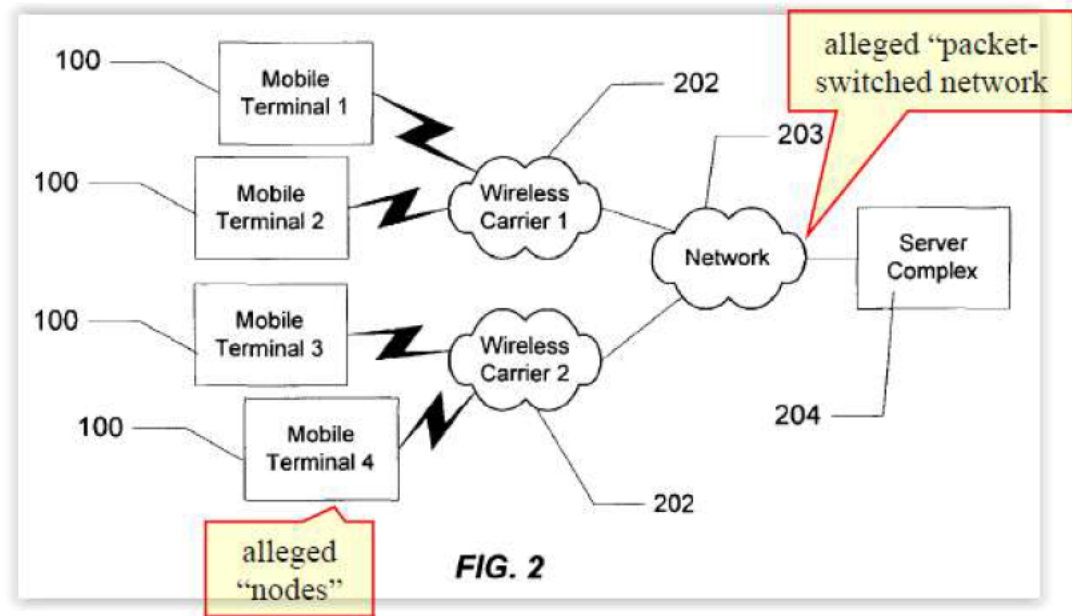 alleged “packet-
switched network
100
Mobile
Terminal 1
202
203
100
Mobile
Terminal 2
Wireless
Carrier 1
Network
Server
Complex
100
Mobile
Terminal 3
Wireless
Carrier 2
204
100
Mobile
Terminal 4
202
alleged
“nodes”
FIG. 2